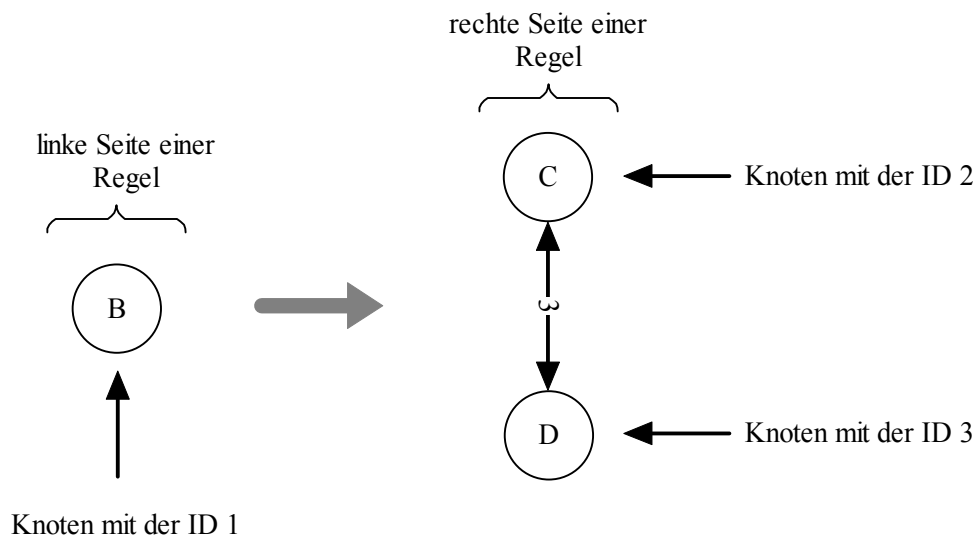 rechte Seite einer
Regel
linke Seite einer
Regel
C
Knoten mit der ID 2
B
3
D
Knoten mit der ID 3
Knoten mit der ID 1